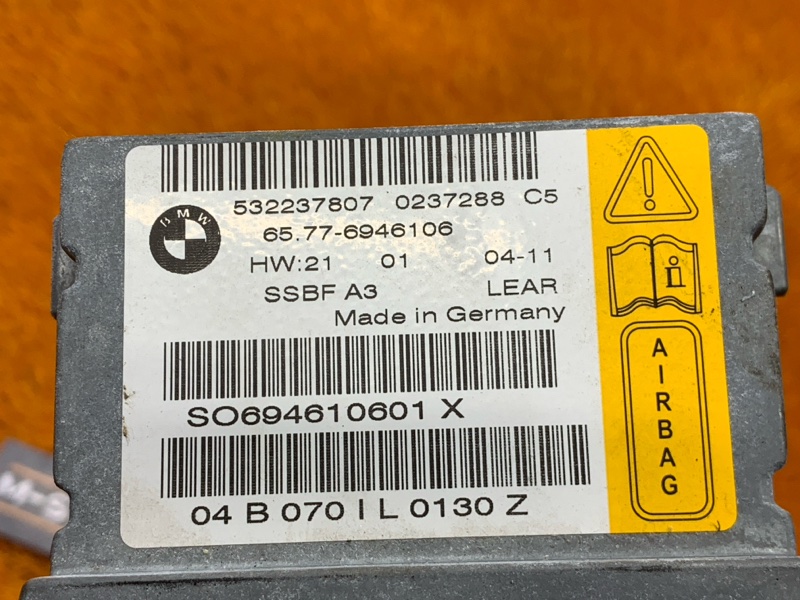 532237807 0237288 C5
BMW
65.77-6946106
HW:21 01 04-11
SSBF A3 LEAR
Made in Germany
SO694610601 X
04 B 070 I L 0130 Z
i
AIRBAG